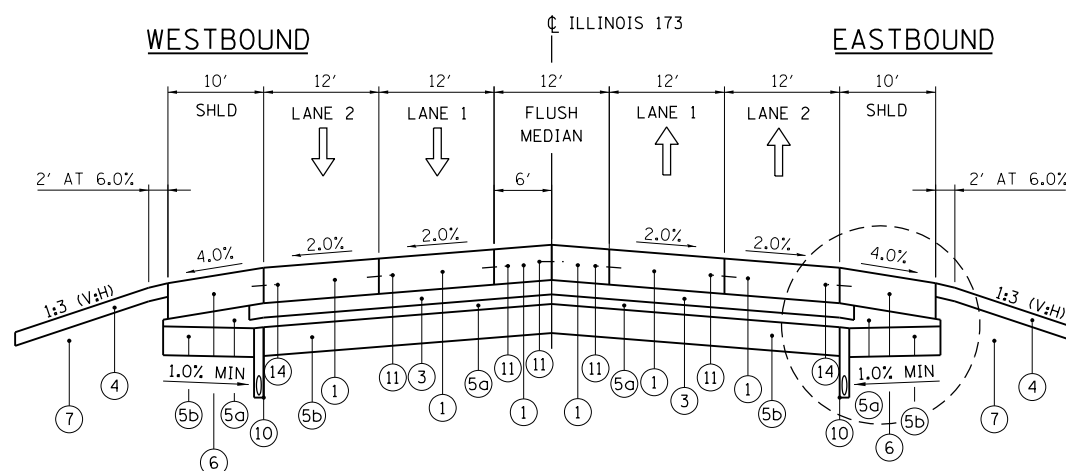 ℄ ILLINOIS 173
WESTBOUND
EASTBOUND
10' 12' 12' 12' 12' 12' 10'
SHLD LANE 2 LANE 1 FLUSH MEDIAN LANE 1 LANE 2 SHLD
2' AT 6.0% 6' 2' AT 6.0%
4.0% 2.0% 2.0% 2.0% 2.0% 4.0%
1:3 (V:H) 1:3 (V:H)
1.0% MIN 1.0% MIN
14 11 3 5a 11 11 11 5a 3 11 14
4 1 1 1 1 1 1 4
7 5b 5a 5b 5b 5a 5b 7
10 10
6 6